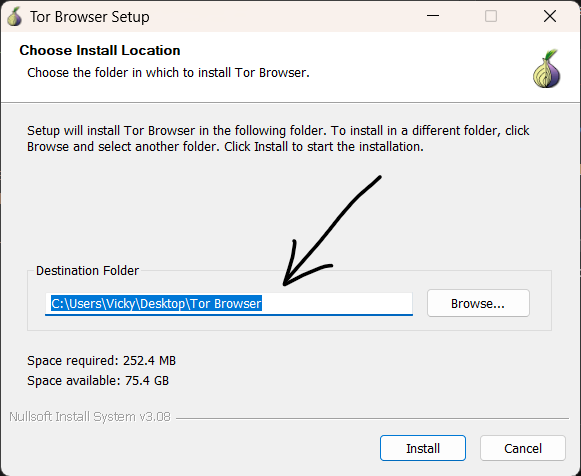 Tor Browser Setup
Choose Install Location
Choose the folder in which to install Tor Browser.
Setup will install Tor Browser in the following folder. To install in a different folder, click
Browse and select another folder. Click Install to start the installation.
Destination Folder
C:\Users\Vicky\Desktop\Tor Browser
Browse...
Space required: 252.4 MB
Space available: 75.4 GB
Nullsoft Install System v3.08
Install
Cancel